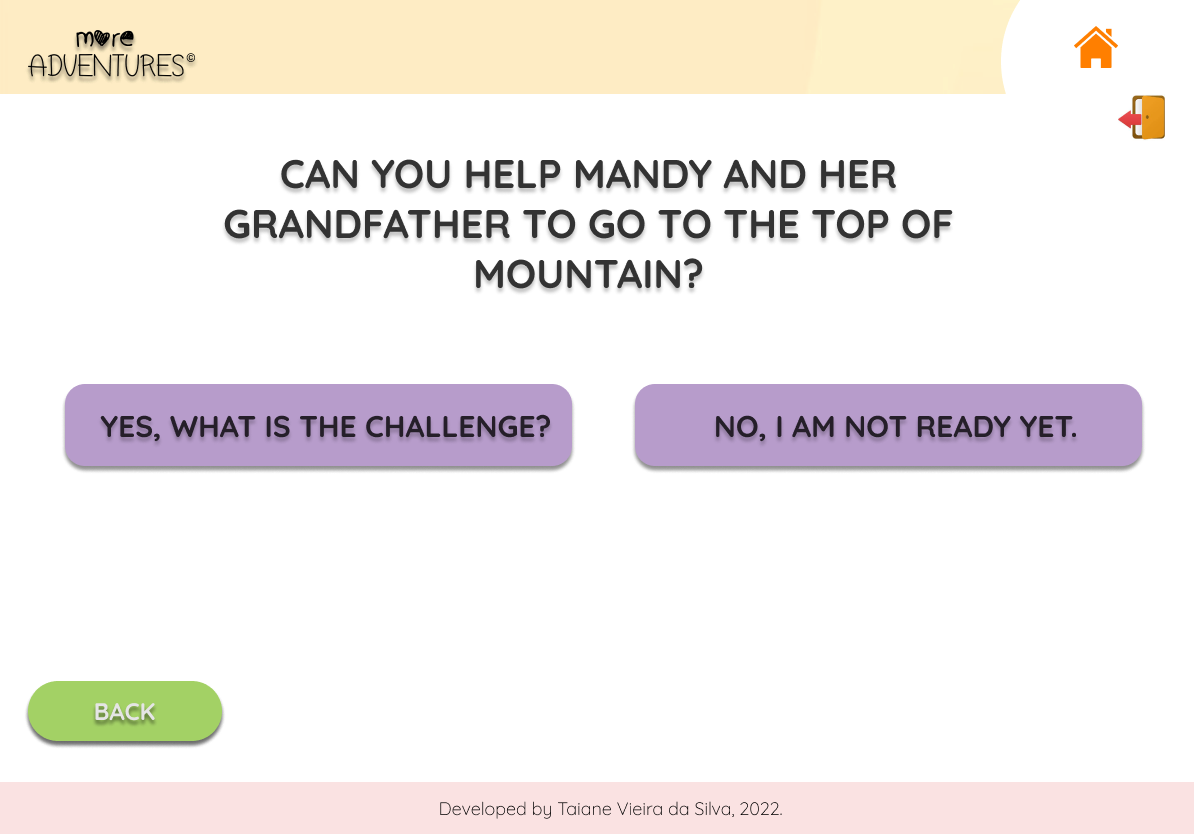 more
ADVENTURES©
CAN YOU HELP MANDY AND HER
GRANDFATHER TO GO TO THE TOP OF
MOUNTAIN?
YES, WHAT IS THE CHALLENGE?
NO, I AM NOT READY YET.
BACK
Developed by Taiane Vieira da Silva, 2022.